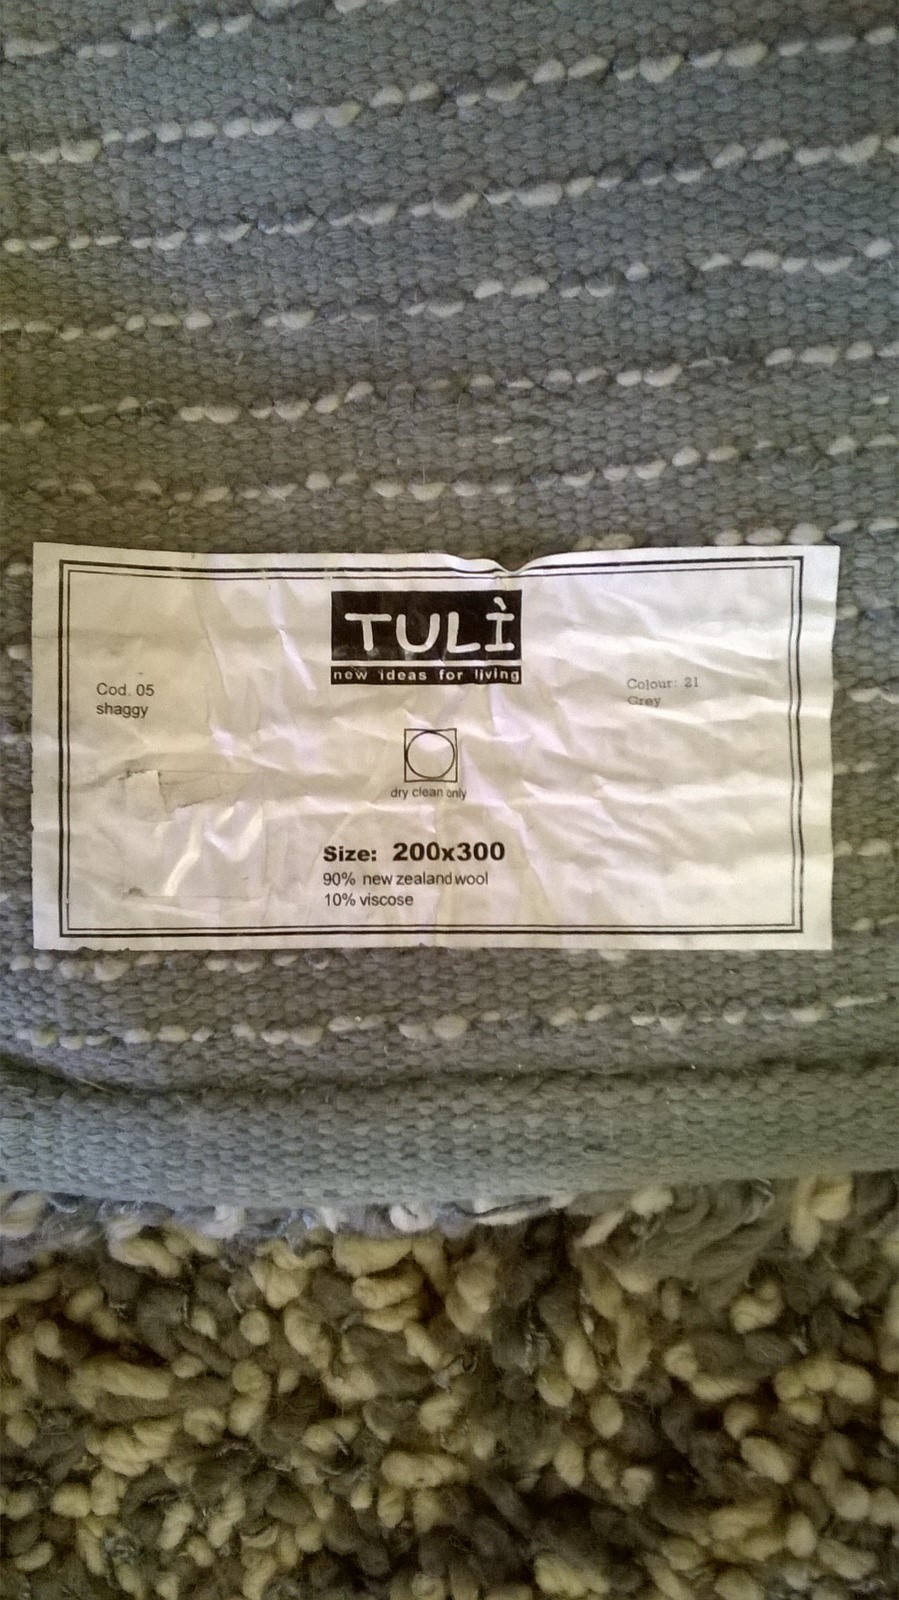 TULÌ
new ideas for living
Cod. 05
shaggy
Colour: 21
Grey
dry clean only
Size: 200x300
90% new zealand wool
10% viscose